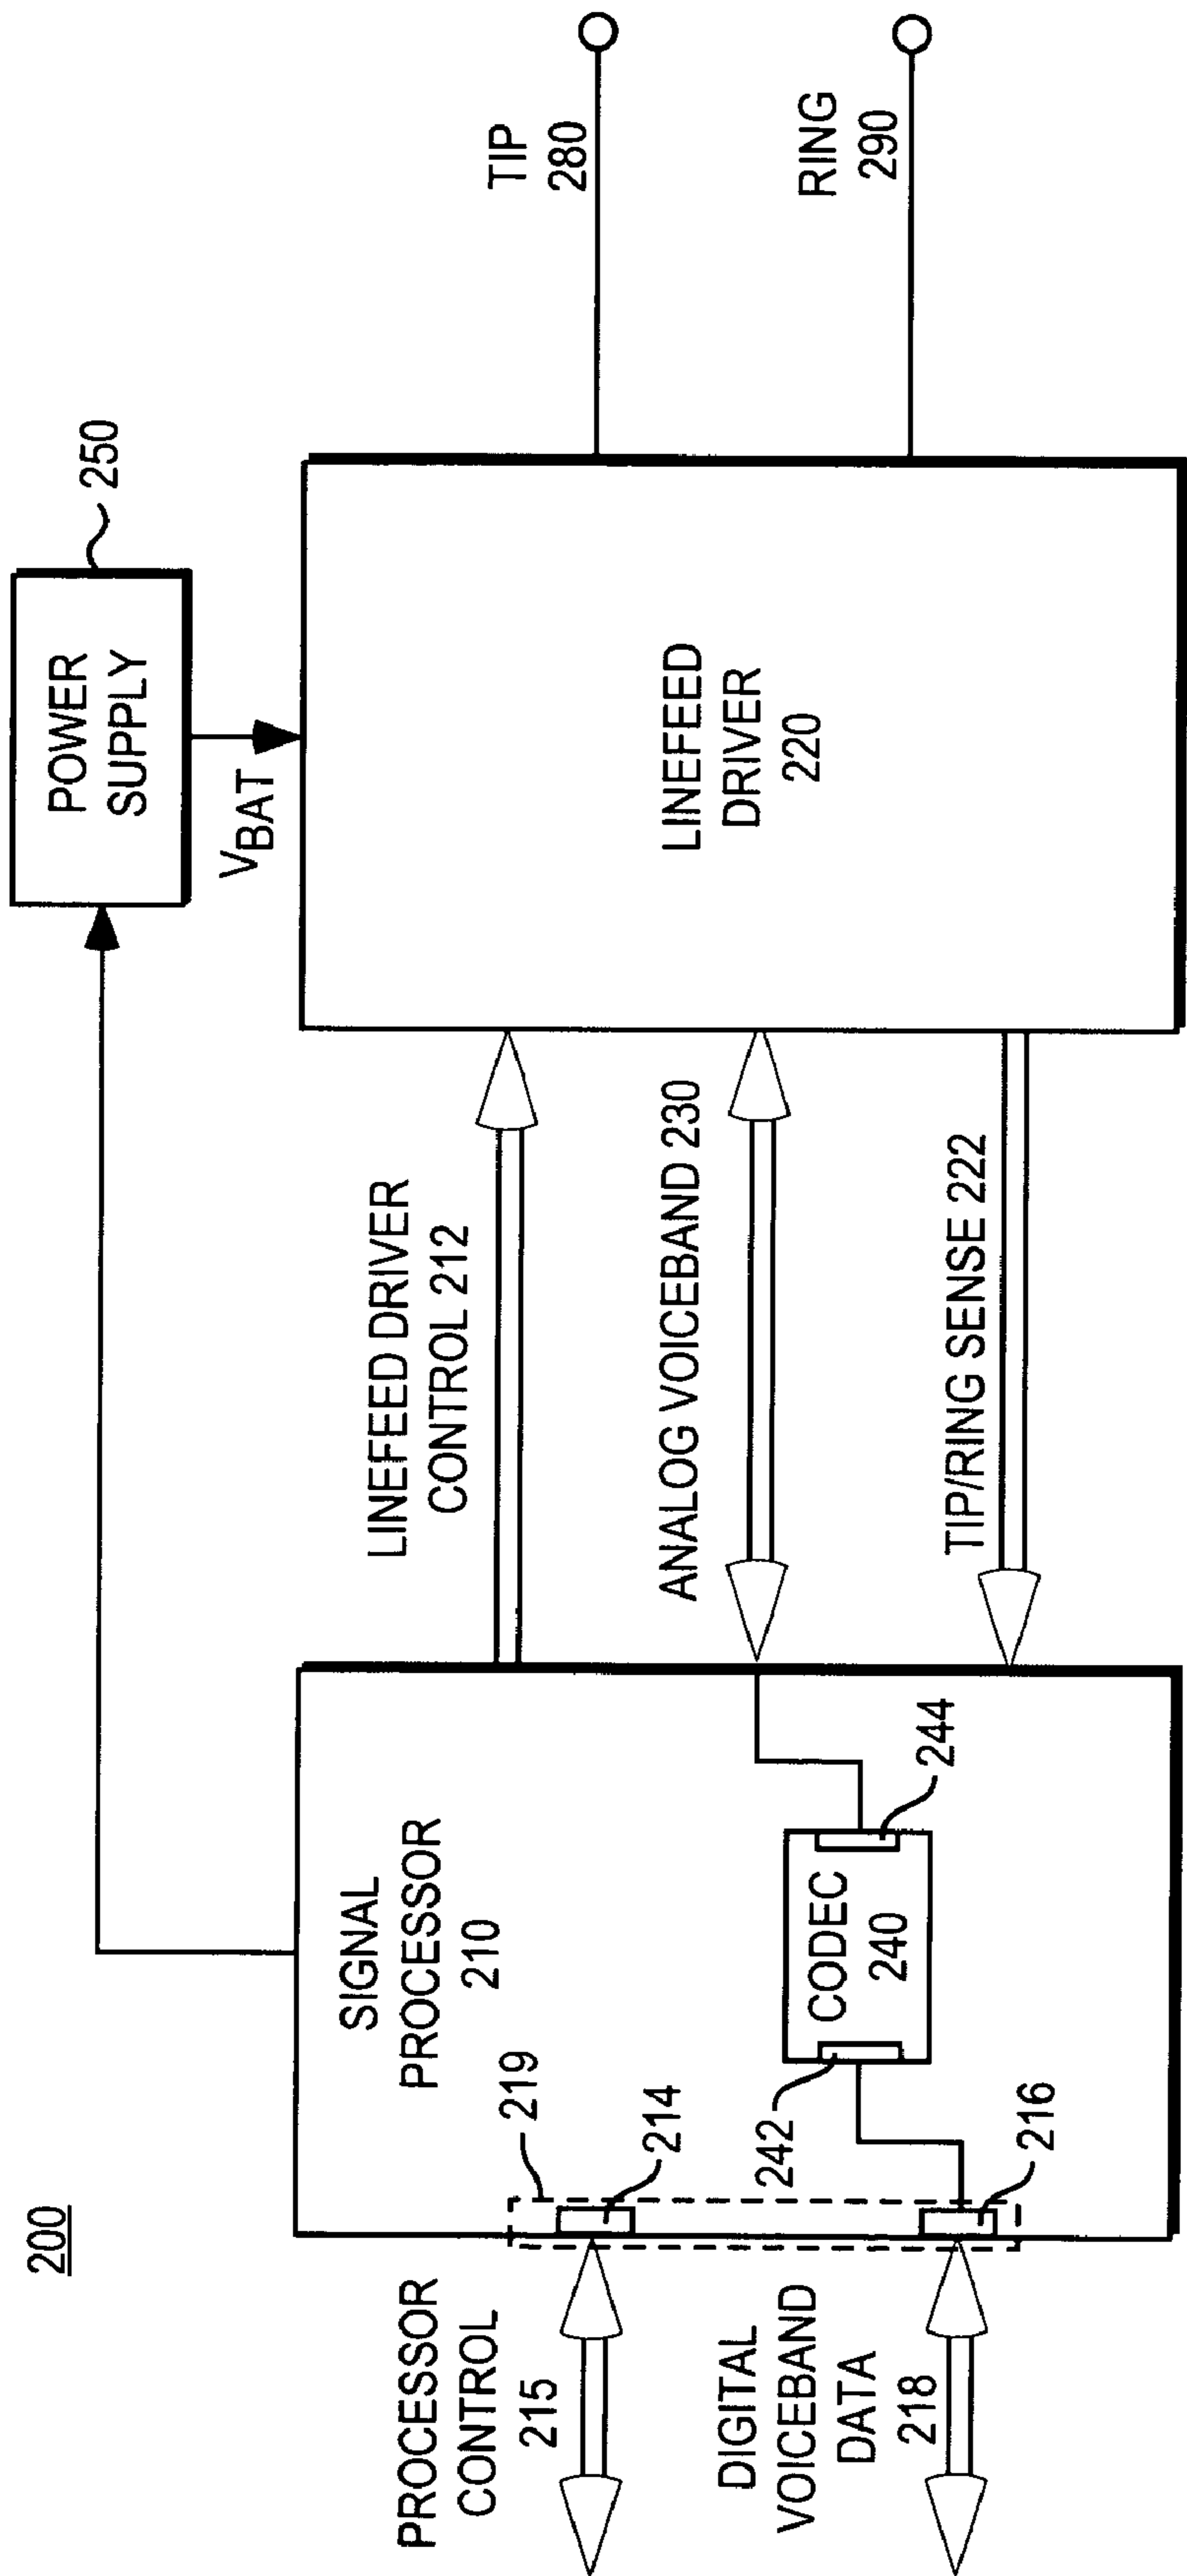 200
POWER
SUPPLY
250
VBAT
SIGNAL
PROCESSOR
210
LINEFEED DRIVER
CONTROL 212
LINEFEED
DRIVER
220
TIP
280
RING
290
ANALOG VOICEBAND 230
TIP/RING SENSE 222
PROCESSOR
CONTROL
215
219
214
DIGITAL
VOICEBAND
DATA
218
242
CODEC
240
244
216